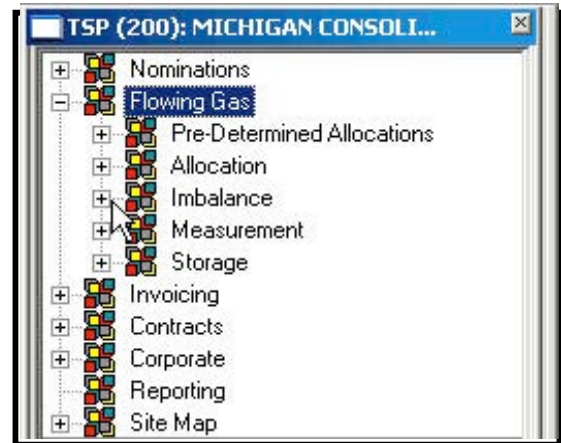 TSP (200): MICHIGAN CONSOLI...
Nominations
Flowing Gas
Pre-Determined Allocations
Allocation
Imbalance
Measurement
Storage
Invoicing
Contracts
Corporate
Reporting
Site Map